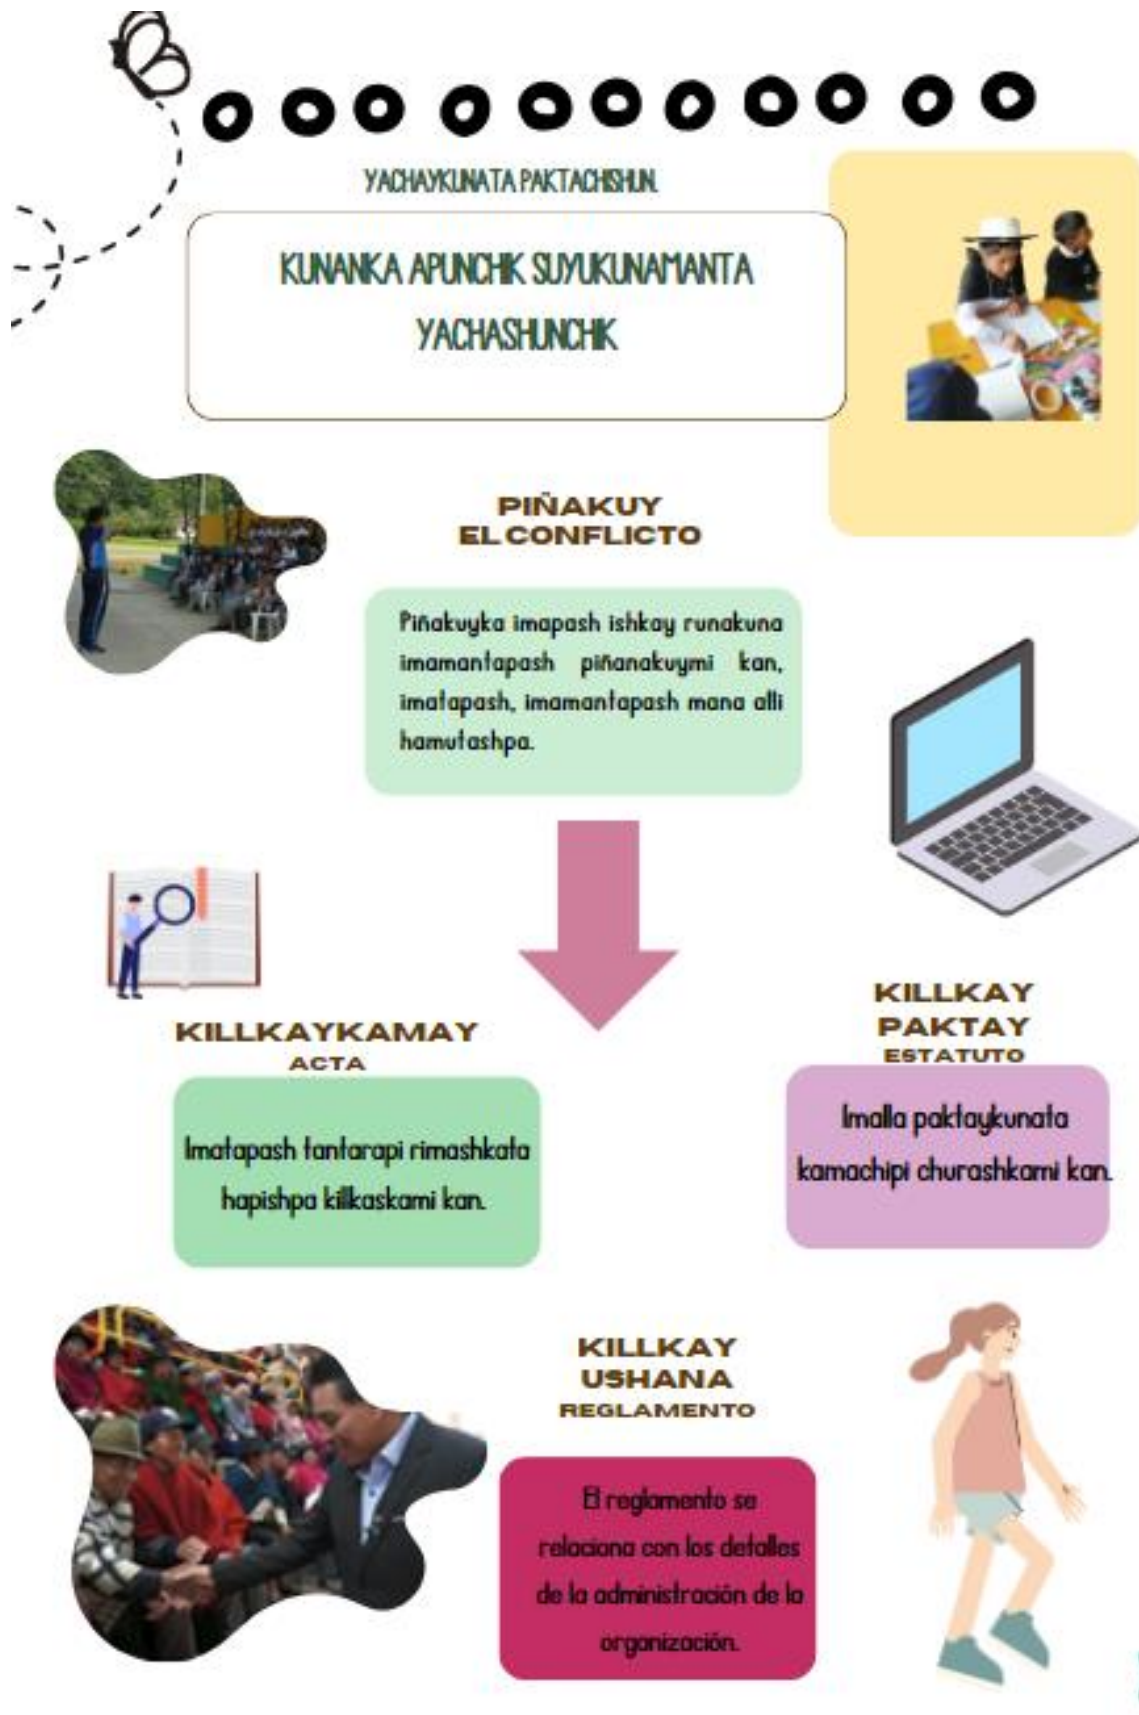 YACHAYKUNATA PAKTACHISHUN.
KUNANKA APUNCHIK SUYUKUNAMANTA
YACHASHUNCHIK
PIÑAKUY
EL CONFLICTO
Piñakuyka imapash ishkay runakuna
imamantapash piñanakuymi kan,
imatapash, imamantapash mana alli
hamutashpa.
KILLKAYKAMAY
ACTA
Imatapash tantarapi rimashkata
hapishpa killkaskami kan.
KILLKAY
PAKTAY
ESTATUTO
Imalla paktaykunata
kamachipi churashkami kan.
KILLKAY
USHANA
REGLAMENTO
El reglamento se
relaciona con los detalles
de la administración de la
organización.